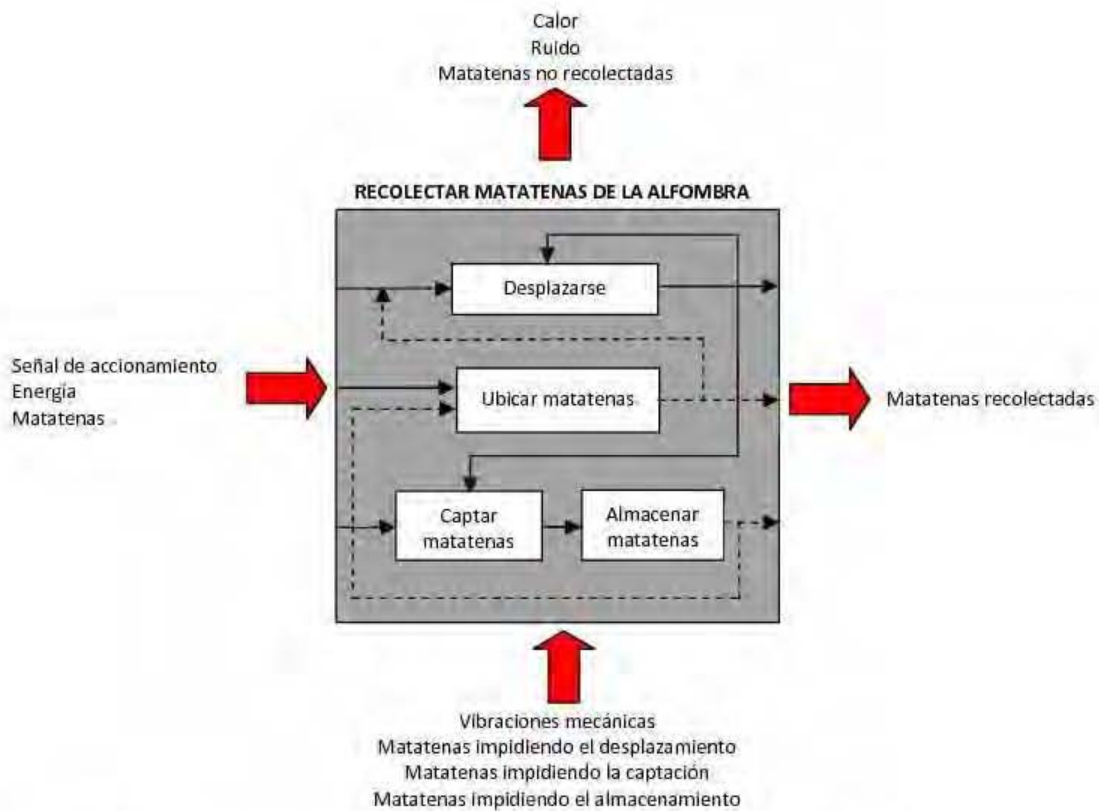 Calor
Ruido
Matatenas no recolectadas
RECOLECTAR MATATENAS DE LA ALFOMBRA
Desplazarse
Señal de accionamiento
Energía
Matatenas
Ubicar matatenas
Matatenas recolectadas
Captar
matatenas
Almacenar
matatenas
Vibraciones mecánicas
Matatenas impidiendo el desplazamiento
Matatenas impidiendo la captación
Matatenas impidiendo el almacenamiento